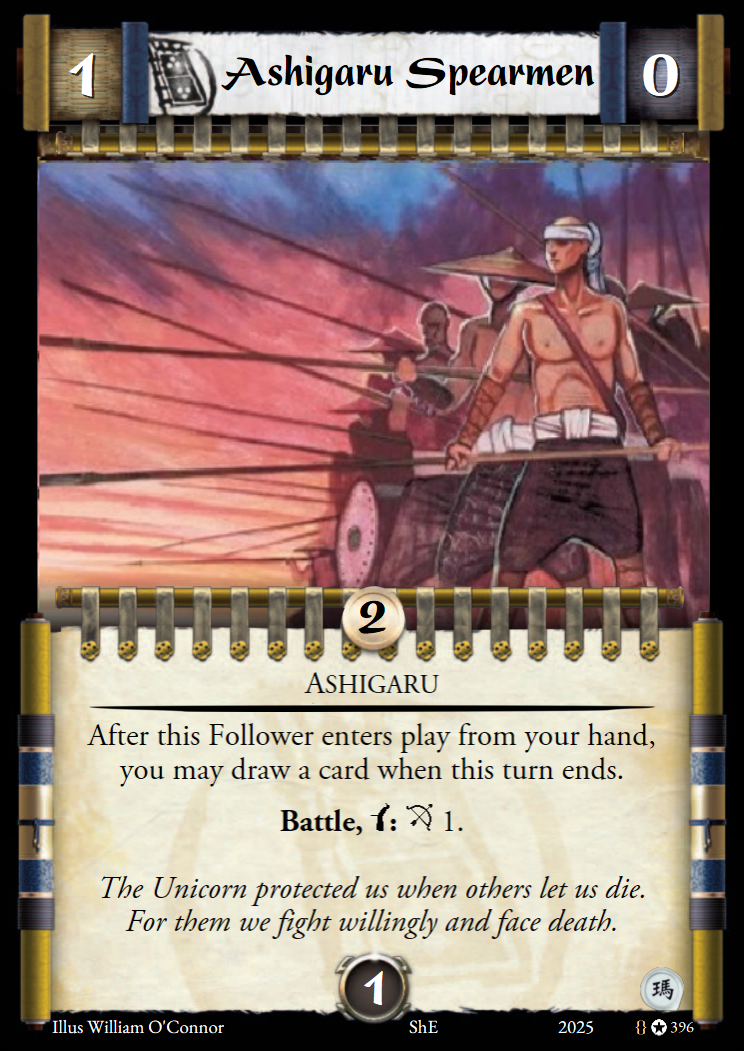 1 Ashigaru Spearmen 0
2
Ashigaru
After this Follower enters play from your hand,
you may draw a card when this turn ends.
Battle, : 1.
The Unicorn protected us when others let us die.
For them we fight willingly and face death.
1
瑪
Illus William O'Connor ShE 2025 {} 396